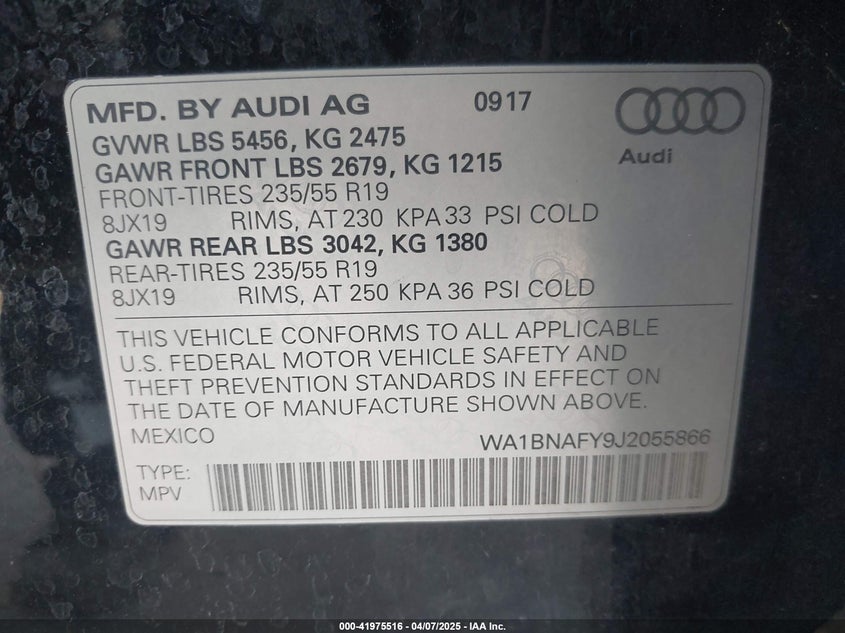 MFD. BY AUDI AG 0917
Audi
GVWR LBS 5456, KG 2475
GAWR FRONT LBS 2679, KG 1215
FRONT-TIRES 235/55 R19
8JX19 RIMS, AT 230 KPA 33 PSI COLD
GAWR REAR LBS 3042, KG 1380
REAR-TIRES 235/55 R19
8JX19 RIMS, AT 250 KPA 36 PSI COLD
THIS VEHICLE CONFORMS TO ALL APPLICABLE
U.S. FEDERAL MOTOR VEHICLE SAFETY AND
THEFT PREVENTION STANDARDS IN EFFECT ON
THE DATE OF MANUFACTURE SHOWN ABOVE.
MEXICO WA1BNAFY9J2055866
TYPE:
MPV
000-41975516 - 04/07/2025 - IAA Inc.